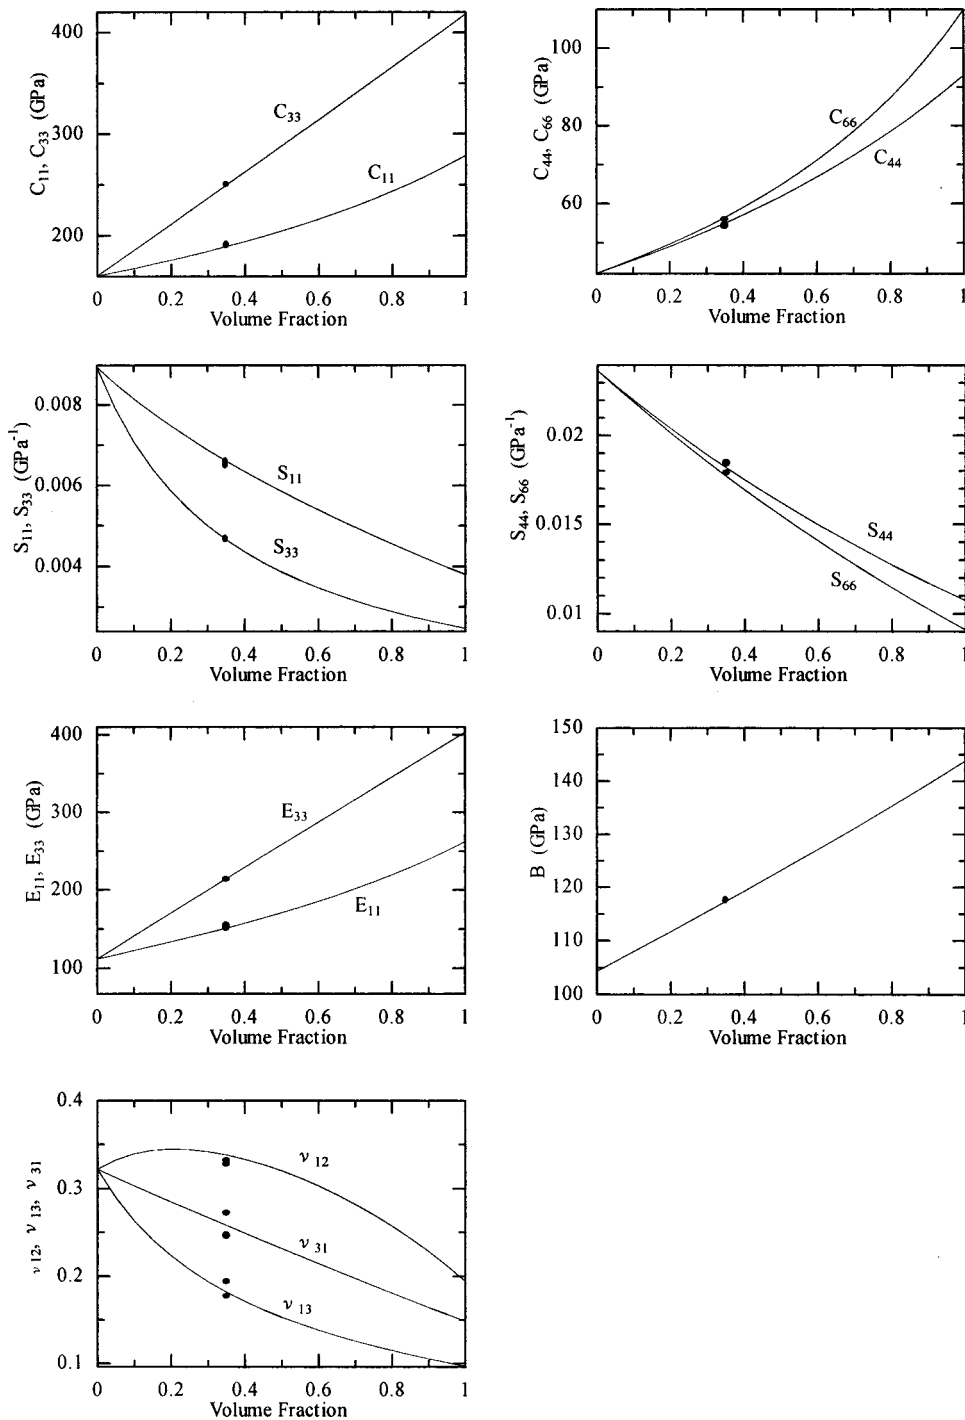 400
300
200
C11, C33 (GPa)
C33
C11
0 0.2 0.4 0.6 0.8 1
Volume Fraction
100
80
60
C44, C66 (GPa)
C66
C44
0 0.2 0.4 0.6 0.8 1
Volume Fraction
0.008
0.006
0.004
S11, S33 (GPa-1)
S11
S33
0 0.2 0.4 0.6 0.8 1
Volume Fraction
0.02
0.015
0.01
S44, S66 (GPa-1)
S44
S66
0 0.2 0.4 0.6 0.8 1
Volume Fraction
400
300
200
100
E11, E33 (GPa)
E33
E11
0 0.2 0.4 0.6 0.8 1
Volume Fraction
150
140
130
120
110
100
B (GPa)
0 0.2 0.4 0.6 0.8 1
Volume Fraction
0.4
0.3
0.2
0.1
ν12, ν13, ν31
ν12
ν31
ν13
0 0.2 0.4 0.6 0.8 1
Volume Fraction